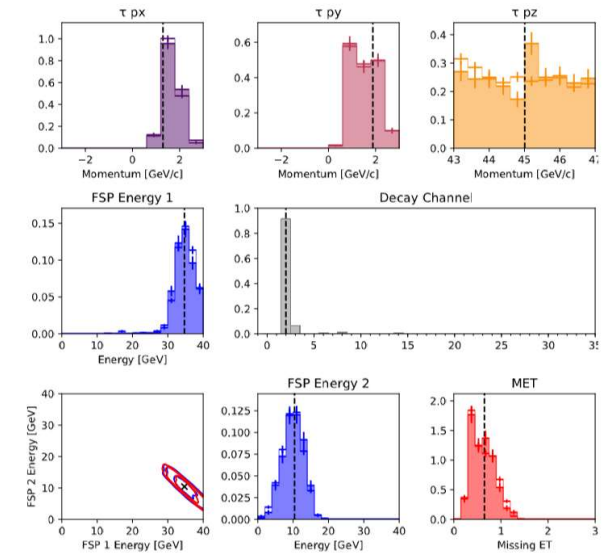 τ px
τ py
τ pz
1.0
0.8
0.6
0.4
0.2
0.0
−2 0 2
Momentum [GeV/c]
0.6
0.4
0.2
0.0
−2 0 2
Momentum [GeV/c]
0.4
0.3
0.2
0.1
0.0
43 44 45 46 47
Momentum [GeV/c]
FSP Energy 1
Decay Channel
0.15
0.10
0.05
0.00
0 10 20 30 40
Energy [GeV]
1.0
0.8
0.6
0.4
0.2
0.0
0 5 10 15 20 25 30 35
FSP Energy 2
MET
FSP 2 Energy [GeV]
40
30
20
10
0
0 10 20 30 40
FSP 1 Energy [GeV]
0.125
0.100
0.075
0.050
0.025
0.000
0 10 20 30 40
Energy [GeV]
2.0
1.5
1.0
0.5
0.0
0 1 2 3
Missing ET